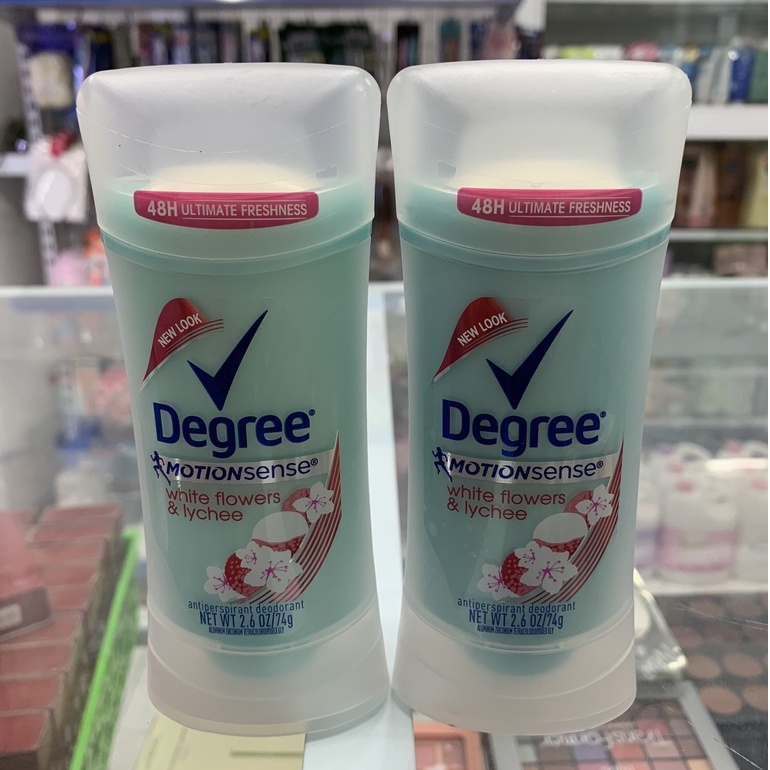 48H ULTIMATE FRESHNESS
NEW LOOK
Degree®
MOTIONsense®
white flowers
& lychee
antiperspirant deodorant
NET WT 2.6 OZ/74g
48H ULTIMATE FRESHNESS
NEW LOOK
Degree®
MOTIONsense®
white flowers
& lychee
antiperspirant deodorant
NET WT 2.6 OZ/74g